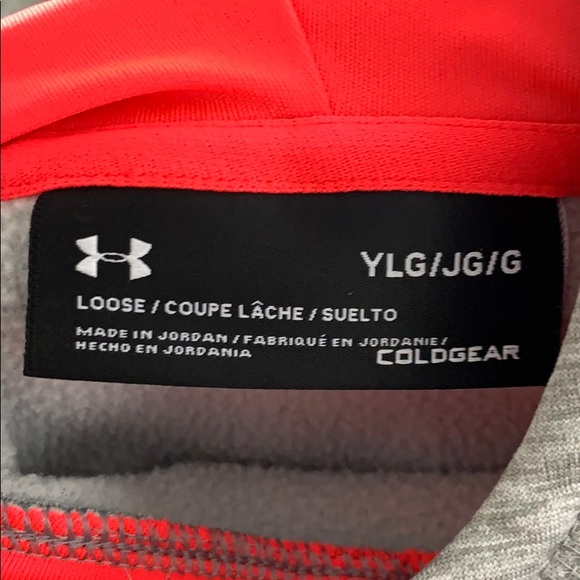 YLG/JG/G
LOOSE / COUPE LÂCHE / SUELTO
MADE IN JORDAN / FABRIQUÉ EN JORDANIE/
HECHO EN JORDANIA
COLDGEAR